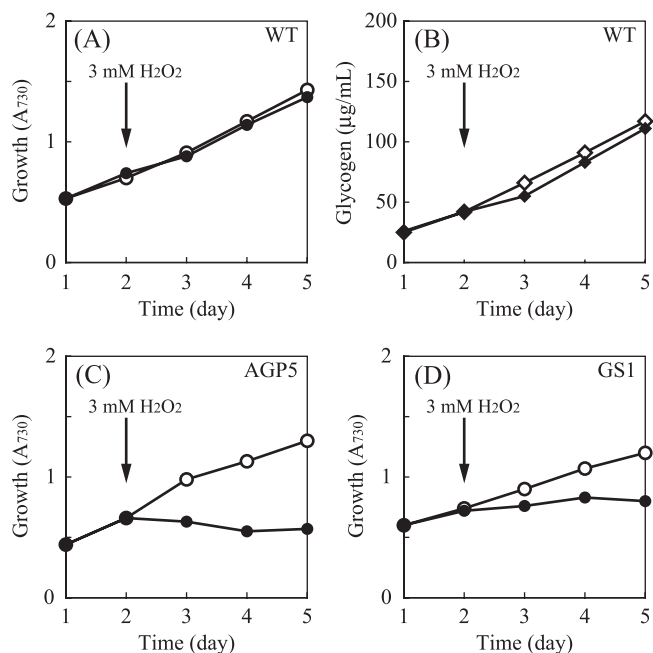 (A) WT
3 mM H2O2
Growth (A730)
2
1
0
1 2 3 4 5
Time (day)
(B) WT
3 mM H2O2
Glycogen (μg/mL)
200
150
100
50
0
1 2 3 4 5
Time (day)
(C) AGP5
3 mM H2O2
Growth (A730)
2
1
0
1 2 3 4 5
Time (day)
(D) GS1
3 mM H2O2
Growth (A730)
2
1
0
1 2 3 4 5
Time (day)